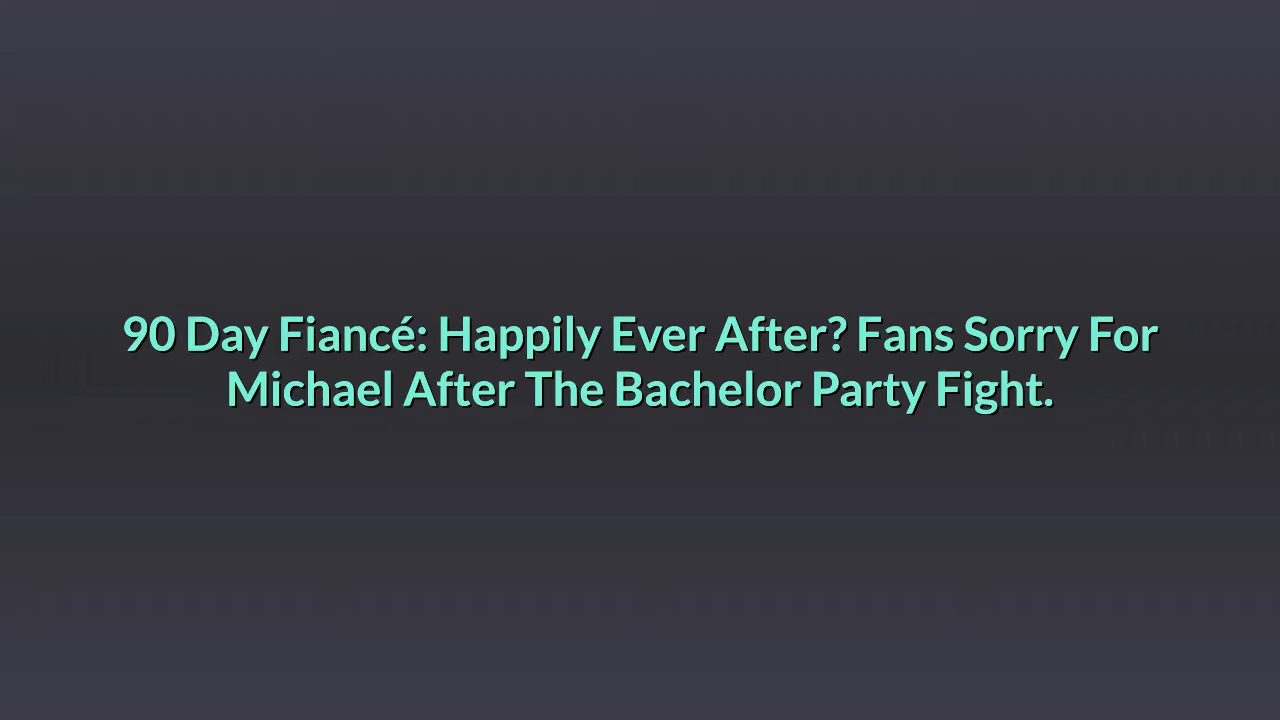 90 Day Fiancé: Happily Ever After? Fans Sorry For
Michael After The Bachelor Party Fight.